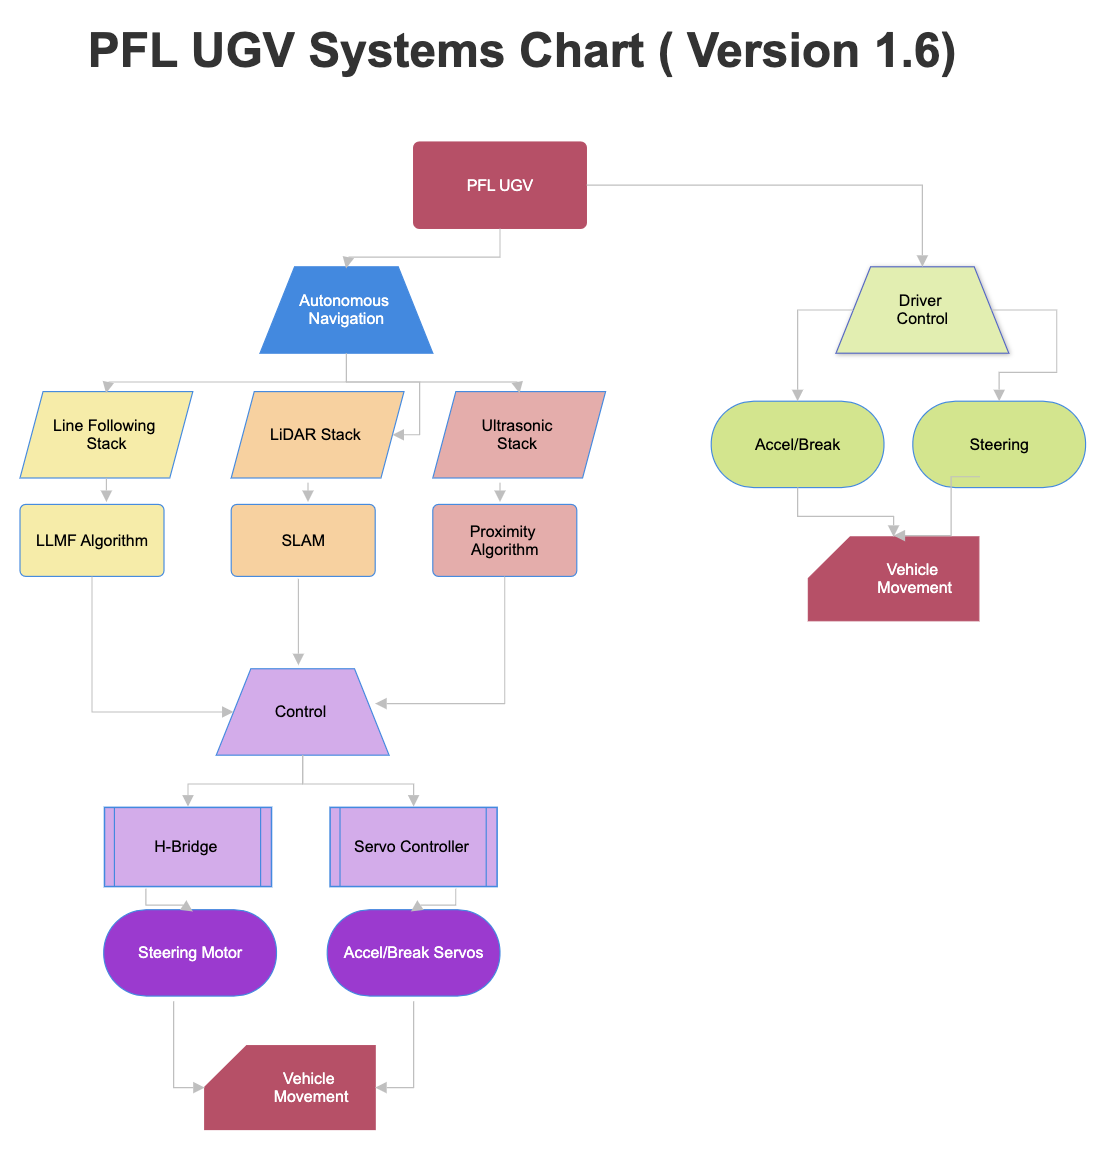 PFL UGV Systems Chart ( Version 1.6)
PFL UGV
Autonomous
Navigation
Driver
Control
Line Following
Stack
LiDAR Stack
Ultrasonic
Stack
Accel/Break
Steering
LLMF Algorithm
SLAM
Proximity
Algorithm
Vehicle
Movement
Control
H-Bridge
Servo Controller
Steering Motor
Accel/Break Servos
Vehicle
Movement